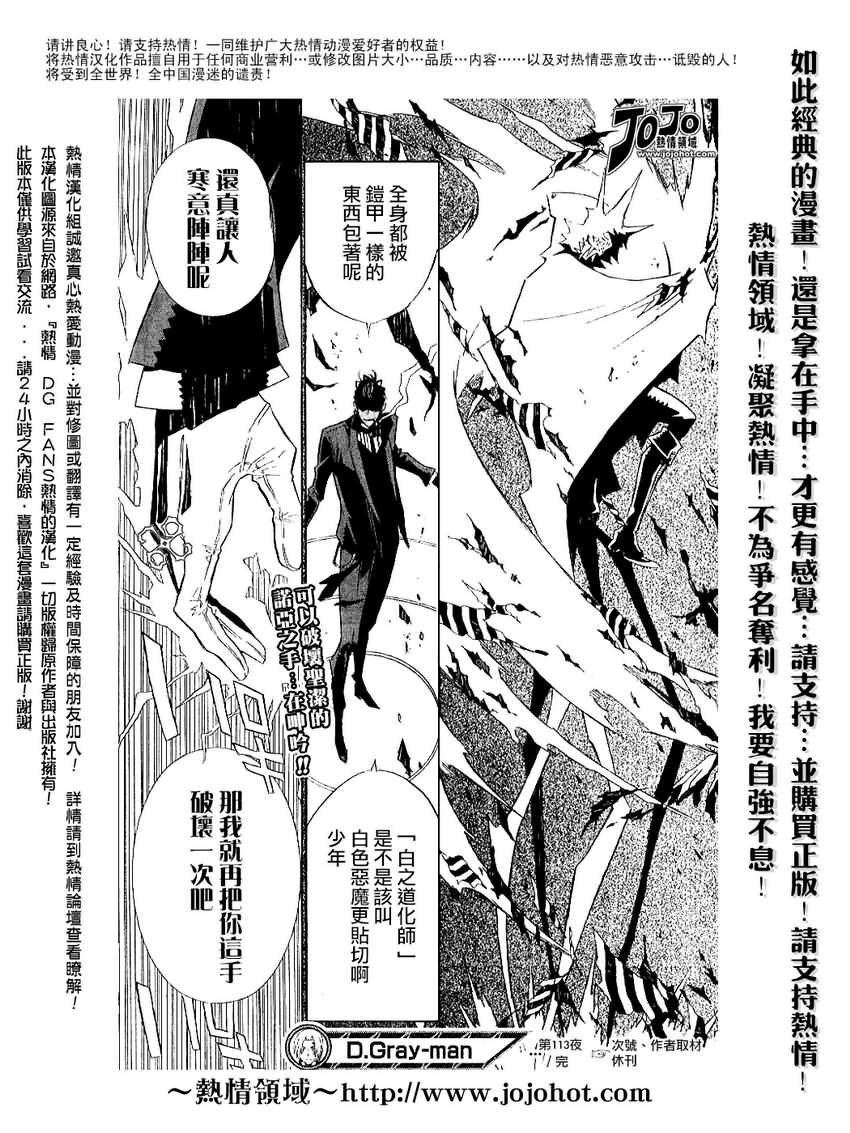 请讲良心！请支持热情！一同维护广大热情动漫爱好者的权益！
将热情汉化作品擅自用于任何商业营利…或修改图片大小…品质…内容……以及对热情恶意攻击…诋毁的人！
将受到全世界！全中国漫迷的谴责！
如此經典的漫畫！還是拿在手中…才更有感覺…請支持…並購買正版！請支持熱情！
熱情領域！凝聚熱情！不為爭名奪利！我要自強不息！
JOJO
熱情領域
www.jojohot.com
全身都被
鎧甲一樣的
東西包著呢
還真讓人
寒意陣陣呢
可以破壞聖潔的
諾亞之手…在呻吟!!
「白之道化師」
是不是該叫
白色惡魔更貼切啊
少年
那我就再把你這手
破壞一次吧
熱情漢化組誠邀真心熱愛動漫…並對修圖或翻譯有一定經驗及時間保障的朋友加入！ 詳情請到熱情論壇查看瞭解！
本漢化圖源來自於網路．『熱情 DG FANS熱情的漢化』一切版權歸原作者與出版社擁有！
此版本僅供學習試看交流...請24小時之內消除．喜歡這套漫畫請購買正版！謝謝
D.Gray-man
第113夜
/完
次號、作者取材
休刊
～熱情領域～http://www.jojohot.com